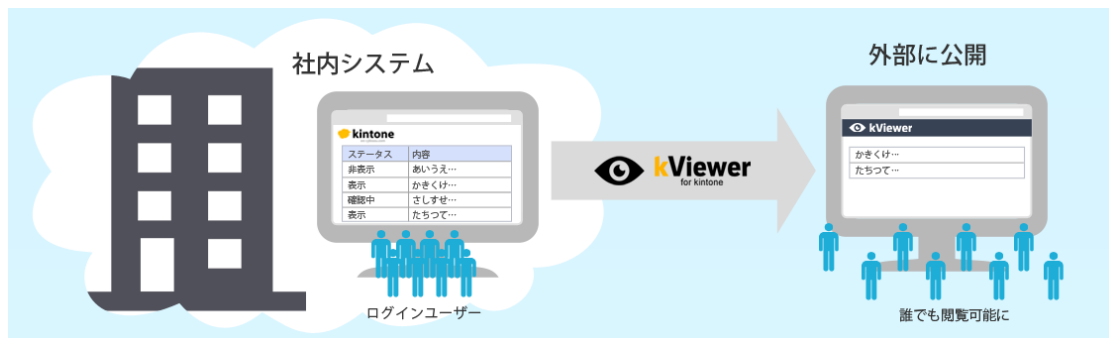 社内システム
kintone
ステータス 内容
非表示 あいうえ…
表示 かきくけ…
確認中 さしすせ…
表示 たちつて…
ログインユーザー
kViewer
for kintone
外部に公開
kViewer
かきくけ…
たちつて…
誰でも閲覧可能に